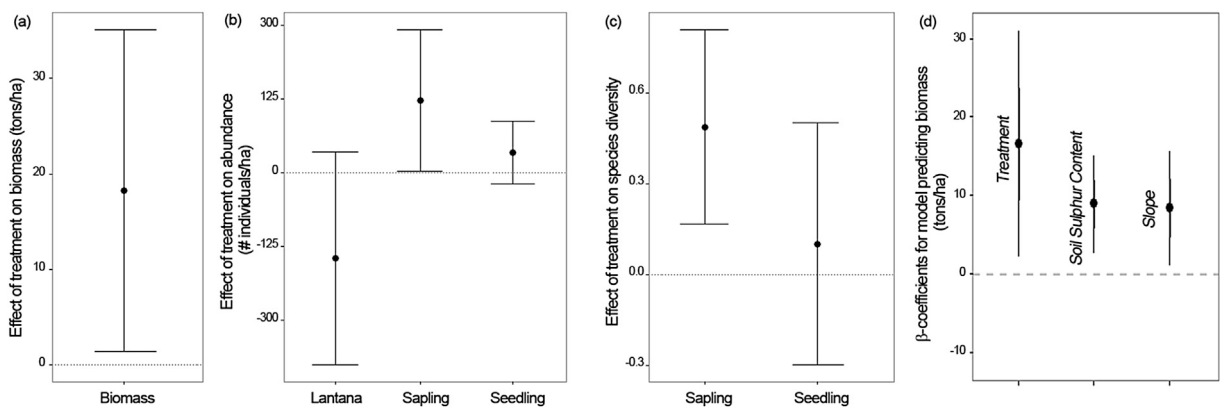 (a)
Effect of treatment on biomass (tons/ha)
30
20
10
0
Biomass
(b)
Effect of treatment on abundance
(# individuals/ha)
300
125
0
-125
-300
Lantana Sapling Seedling
(c)
Effect of treatment on species diversity
0.6
0.3
0.0
-0.3
Sapling Seedling
(d)
β-coefficients for model predicting biomass
(tons/ha)
30
20
10
0
-10
Treatment
Soil Sulphur Content
Slope